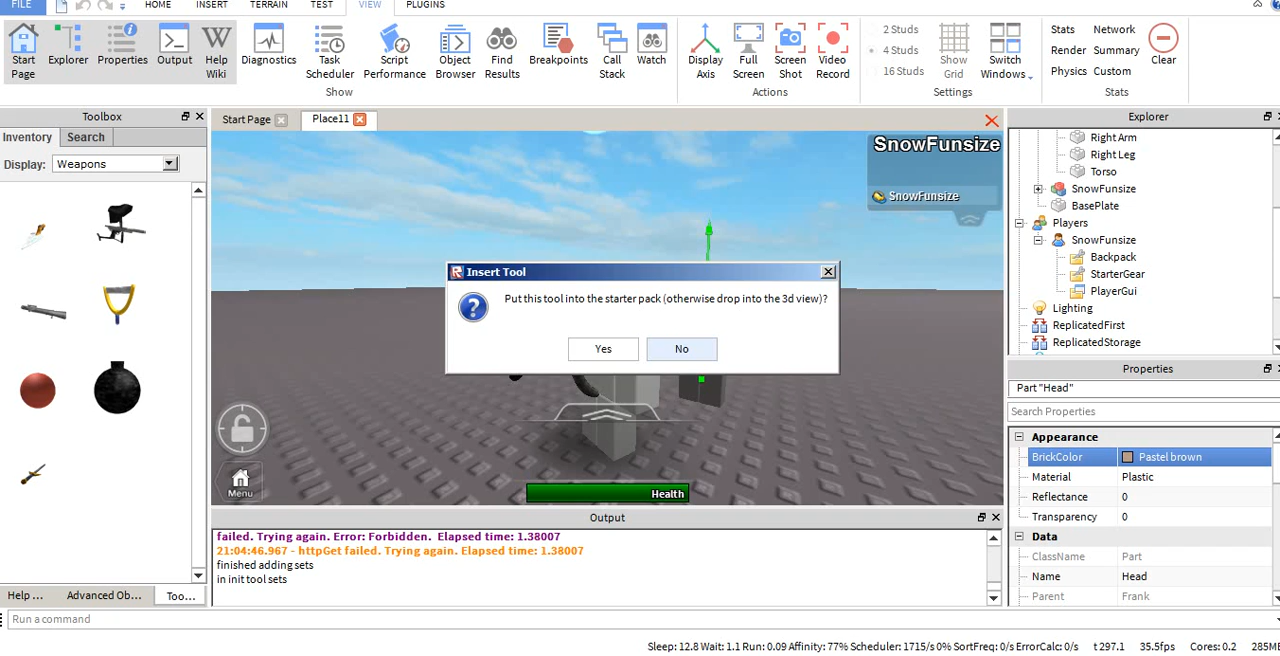 FILE HOME INSERT TERRAIN TEST VIEW PLUGINS
Start Page
Explorer
Properties
Output
Help Wiki
Diagnostics
Task Scheduler
Script Performance
Object Browser
Find Results
Breakpoints
Call Stack
Watch
Show
Display Axis
Full Screen
Screen Shot
Video Record
Actions
2 Studs
4 Studs
16 Studs
Show Grid
Switch Windows
Settings
Stats Network
Render Summary
Physics Custom
Clear
Stats
Toolbox
Inventory Search
Display: Weapons
Start Page Place11
SnowFunsize
SnowFunsize
Insert Tool
Put this tool into the starter pack (otherwise drop into the 3d view)?
Yes No
Menu
Health
Output
failed. Trying again. Error: Forbidden. Elapsed time: 1.38007
21:04:46.967 - httpGet failed. Trying again. Elapsed time: 1.38007
finished adding sets
in init tool sets
Explorer
Right Arm
Right Leg
Torso
SnowFunsize
BasePlate
Players
SnowFunsize
Backpack
StarterGear
PlayerGui
Lighting
ReplicatedFirst
ReplicatedStorage
Properties
Part "Head"
Search Properties
Appearance
BrickColor Pastel brown
Material Plastic
Reflectance 0
Transparency 0
Data
ClassName Part
Name Head
Parent Frank
Help ... Advanced Ob... Too...
Run a command
Sleep: 12.8 Wait: 1.1 Run: 0.09 Affinity: 77% Scheduler: 1715/s 0% SortFreq: 0/s ErrorCalc: 0/s t 297.1 35.5fps Cores: 0.2 285M